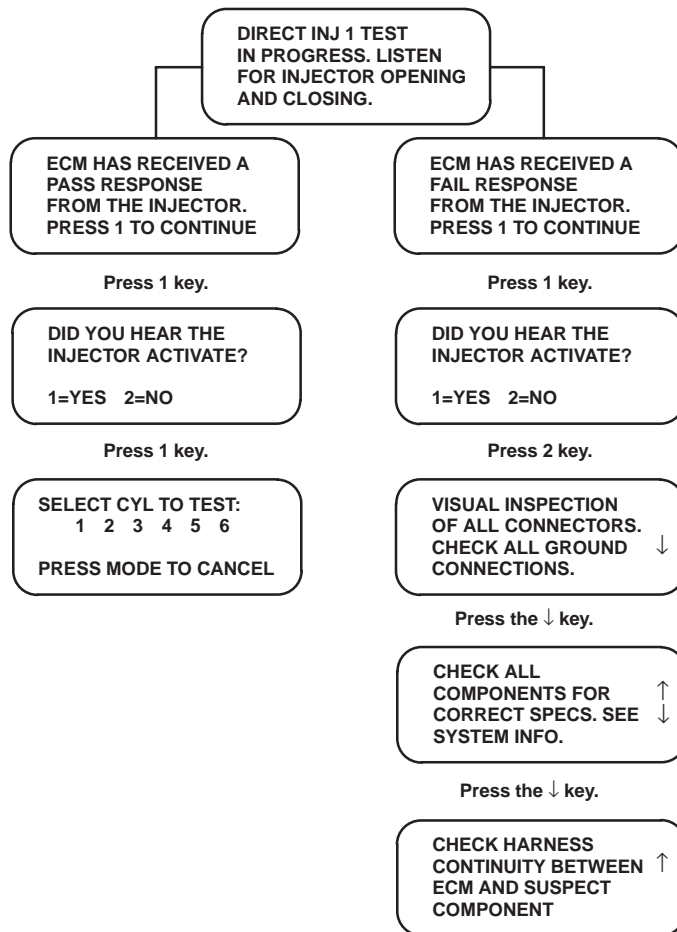 DIRECT INJ 1 TEST
IN PROGRESS. LISTEN
FOR INJECTOR OPENING
AND CLOSING.
ECM HAS RECEIVED A
PASS RESPONSE
FROM THE INJECTOR.
PRESS 1 TO CONTINUE
Press 1 key.
DID YOU HEAR THE
INJECTOR ACTIVATE?
1=YES 2=NO
Press 1 key.
SELECT CYL TO TEST:
1 2 3 4 5 6
PRESS MODE TO CANCEL
ECM HAS RECEIVED A
FAIL RESPONSE
FROM THE INJECTOR.
PRESS 1 TO CONTINUE
Press 1 key.
DID YOU HEAR THE
INJECTOR ACTIVATE?
1=YES 2=NO
Press 2 key.
VISUAL INSPECTION
OF ALL CONNECTORS.
CHECK ALL GROUND ↓
CONNECTIONS.
Press the ↓ key.
CHECK ALL
COMPONENTS FOR ↑
CORRECT SPECS. SEE ↓
SYSTEM INFO.
Press the ↓ key.
CHECK HARNESS
CONTINUITY BETWEEN ↑
ECM AND SUSPECT
COMPONENT